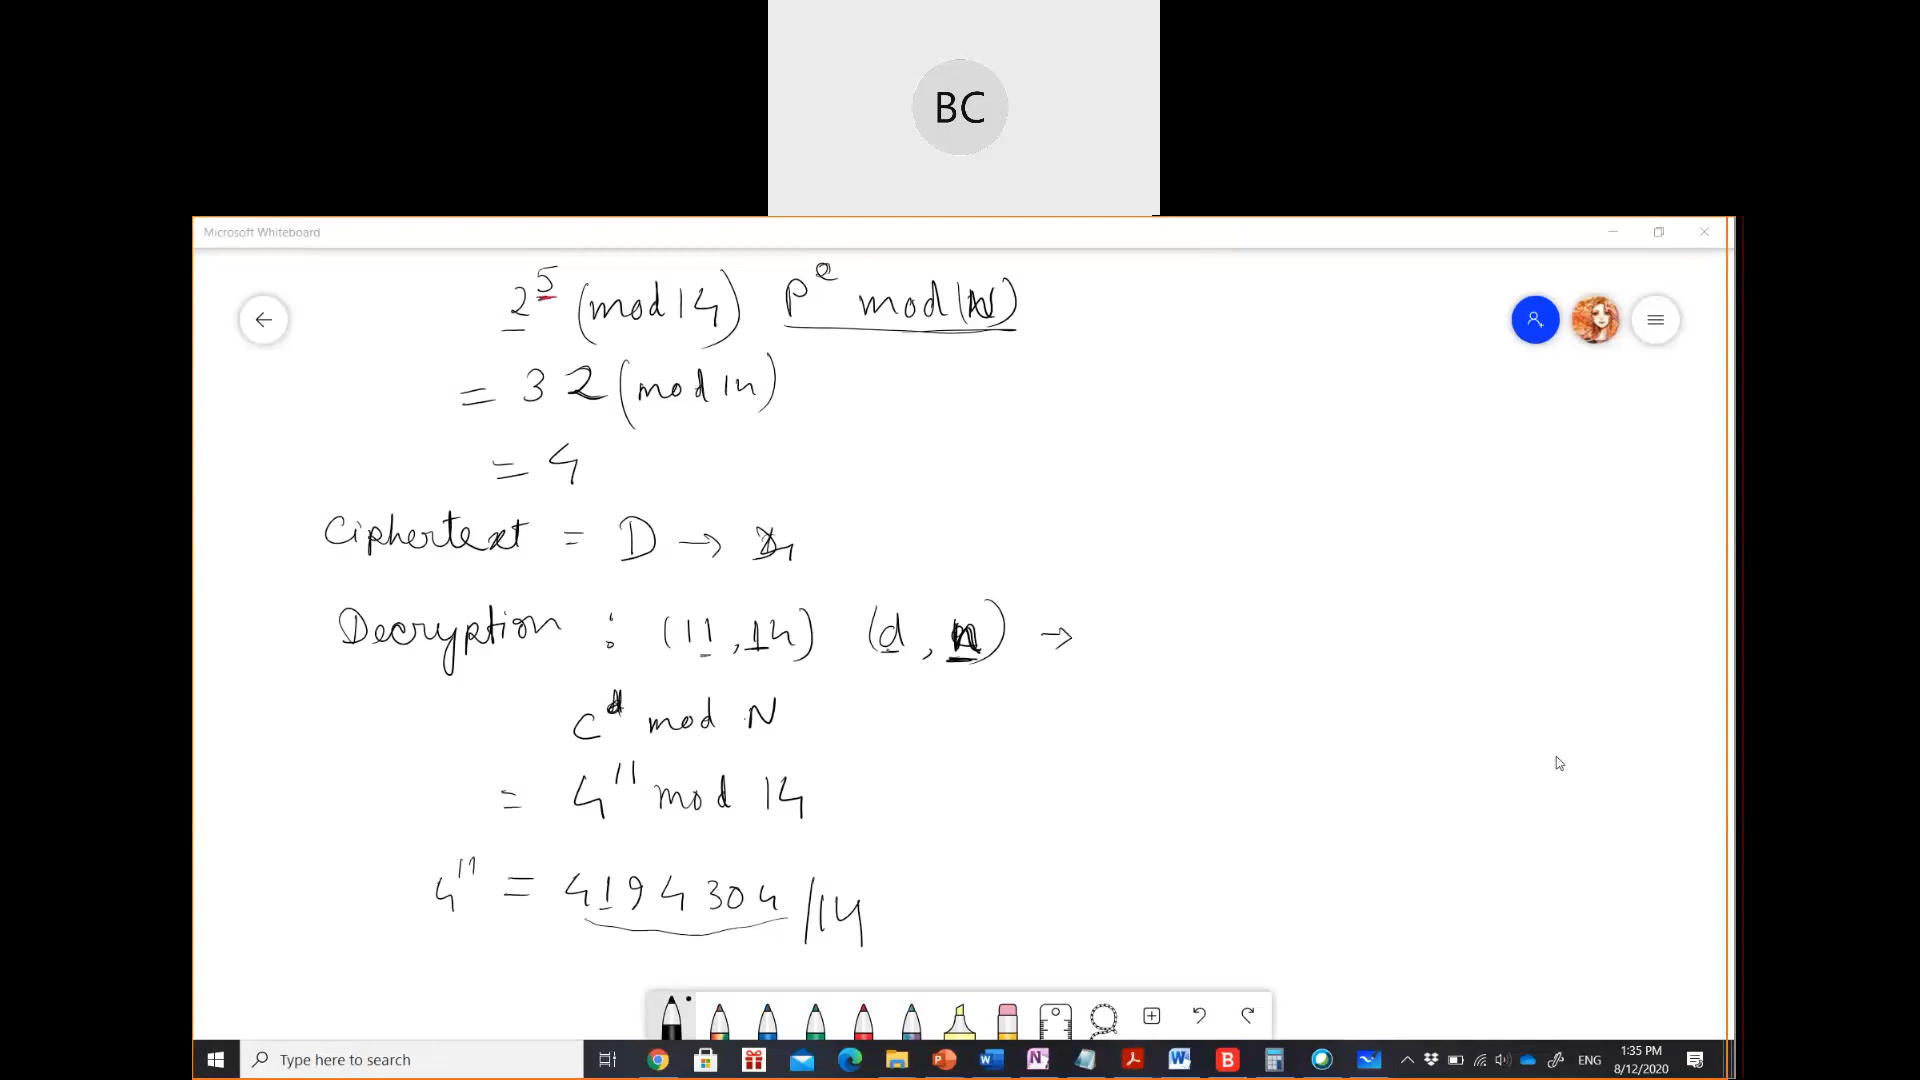 BC
Microsoft Whiteboard
2^5 (mod 14) P^e mod(N)
= 32 (mod 14)
= 4
Ciphertext = D →
Decryption : (11, 14) (d, n) →
C^d mod N
= 4^11 mod 14
4^11 = 4194304 /14
Type here to search
ENG
1:35 PM
8/12/2020